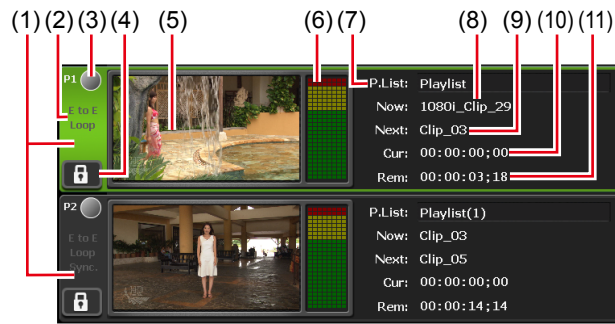 (1) (2) (3) (4) (5) (6) (7) (8) (9) (10) (11)
P1
E to E
Loop
P.List: Playlist
Now: 1080i_Clip_29
Next: Clip_03
Cur: 00:00:00;00
Rem: 00:00:03;18
P2
E to E
Loop
Sync.
P.List: Playlist(1)
Now: Clip_03
Next: Clip_05
Cur: 00:00:00;00
Rem: 00:00:14;14